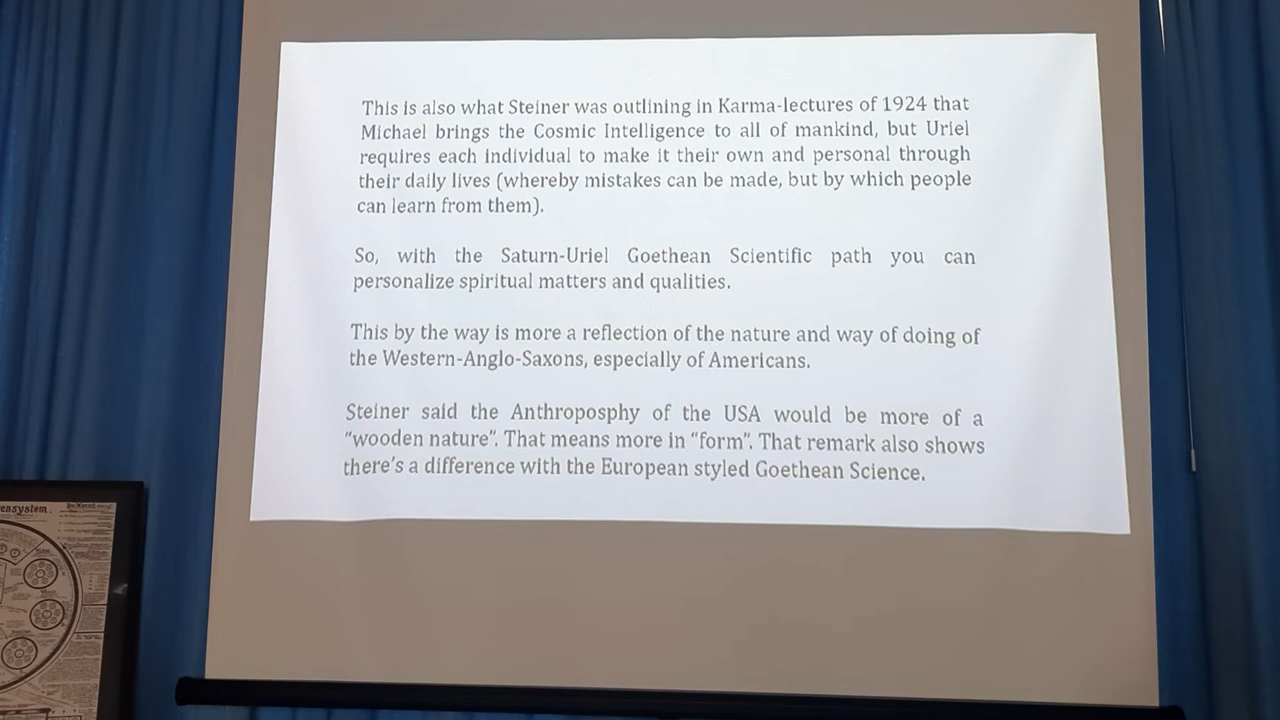 This is also what Steiner was outlining in Karma-lectures of 1924 that
Michael brings the Cosmic Intelligence to all of mankind, but Uriel
requires each individual to make it their own and personal through
their daily lives (whereby mistakes can be made, but by which people
can learn from them).
So, with the Saturn-Uriel Goethean Scientific path you can
personalize spiritual matters and qualities.
This by the way is more a reflection of the nature and way of doing of
the Western-Anglo-Saxons, especially of Americans.
Steiner said the Anthroposphy of the USA would be more of a
"wooden nature". That means more in "form". That remark also shows
there's a difference with the European styled Goethean Science.
ensystem.